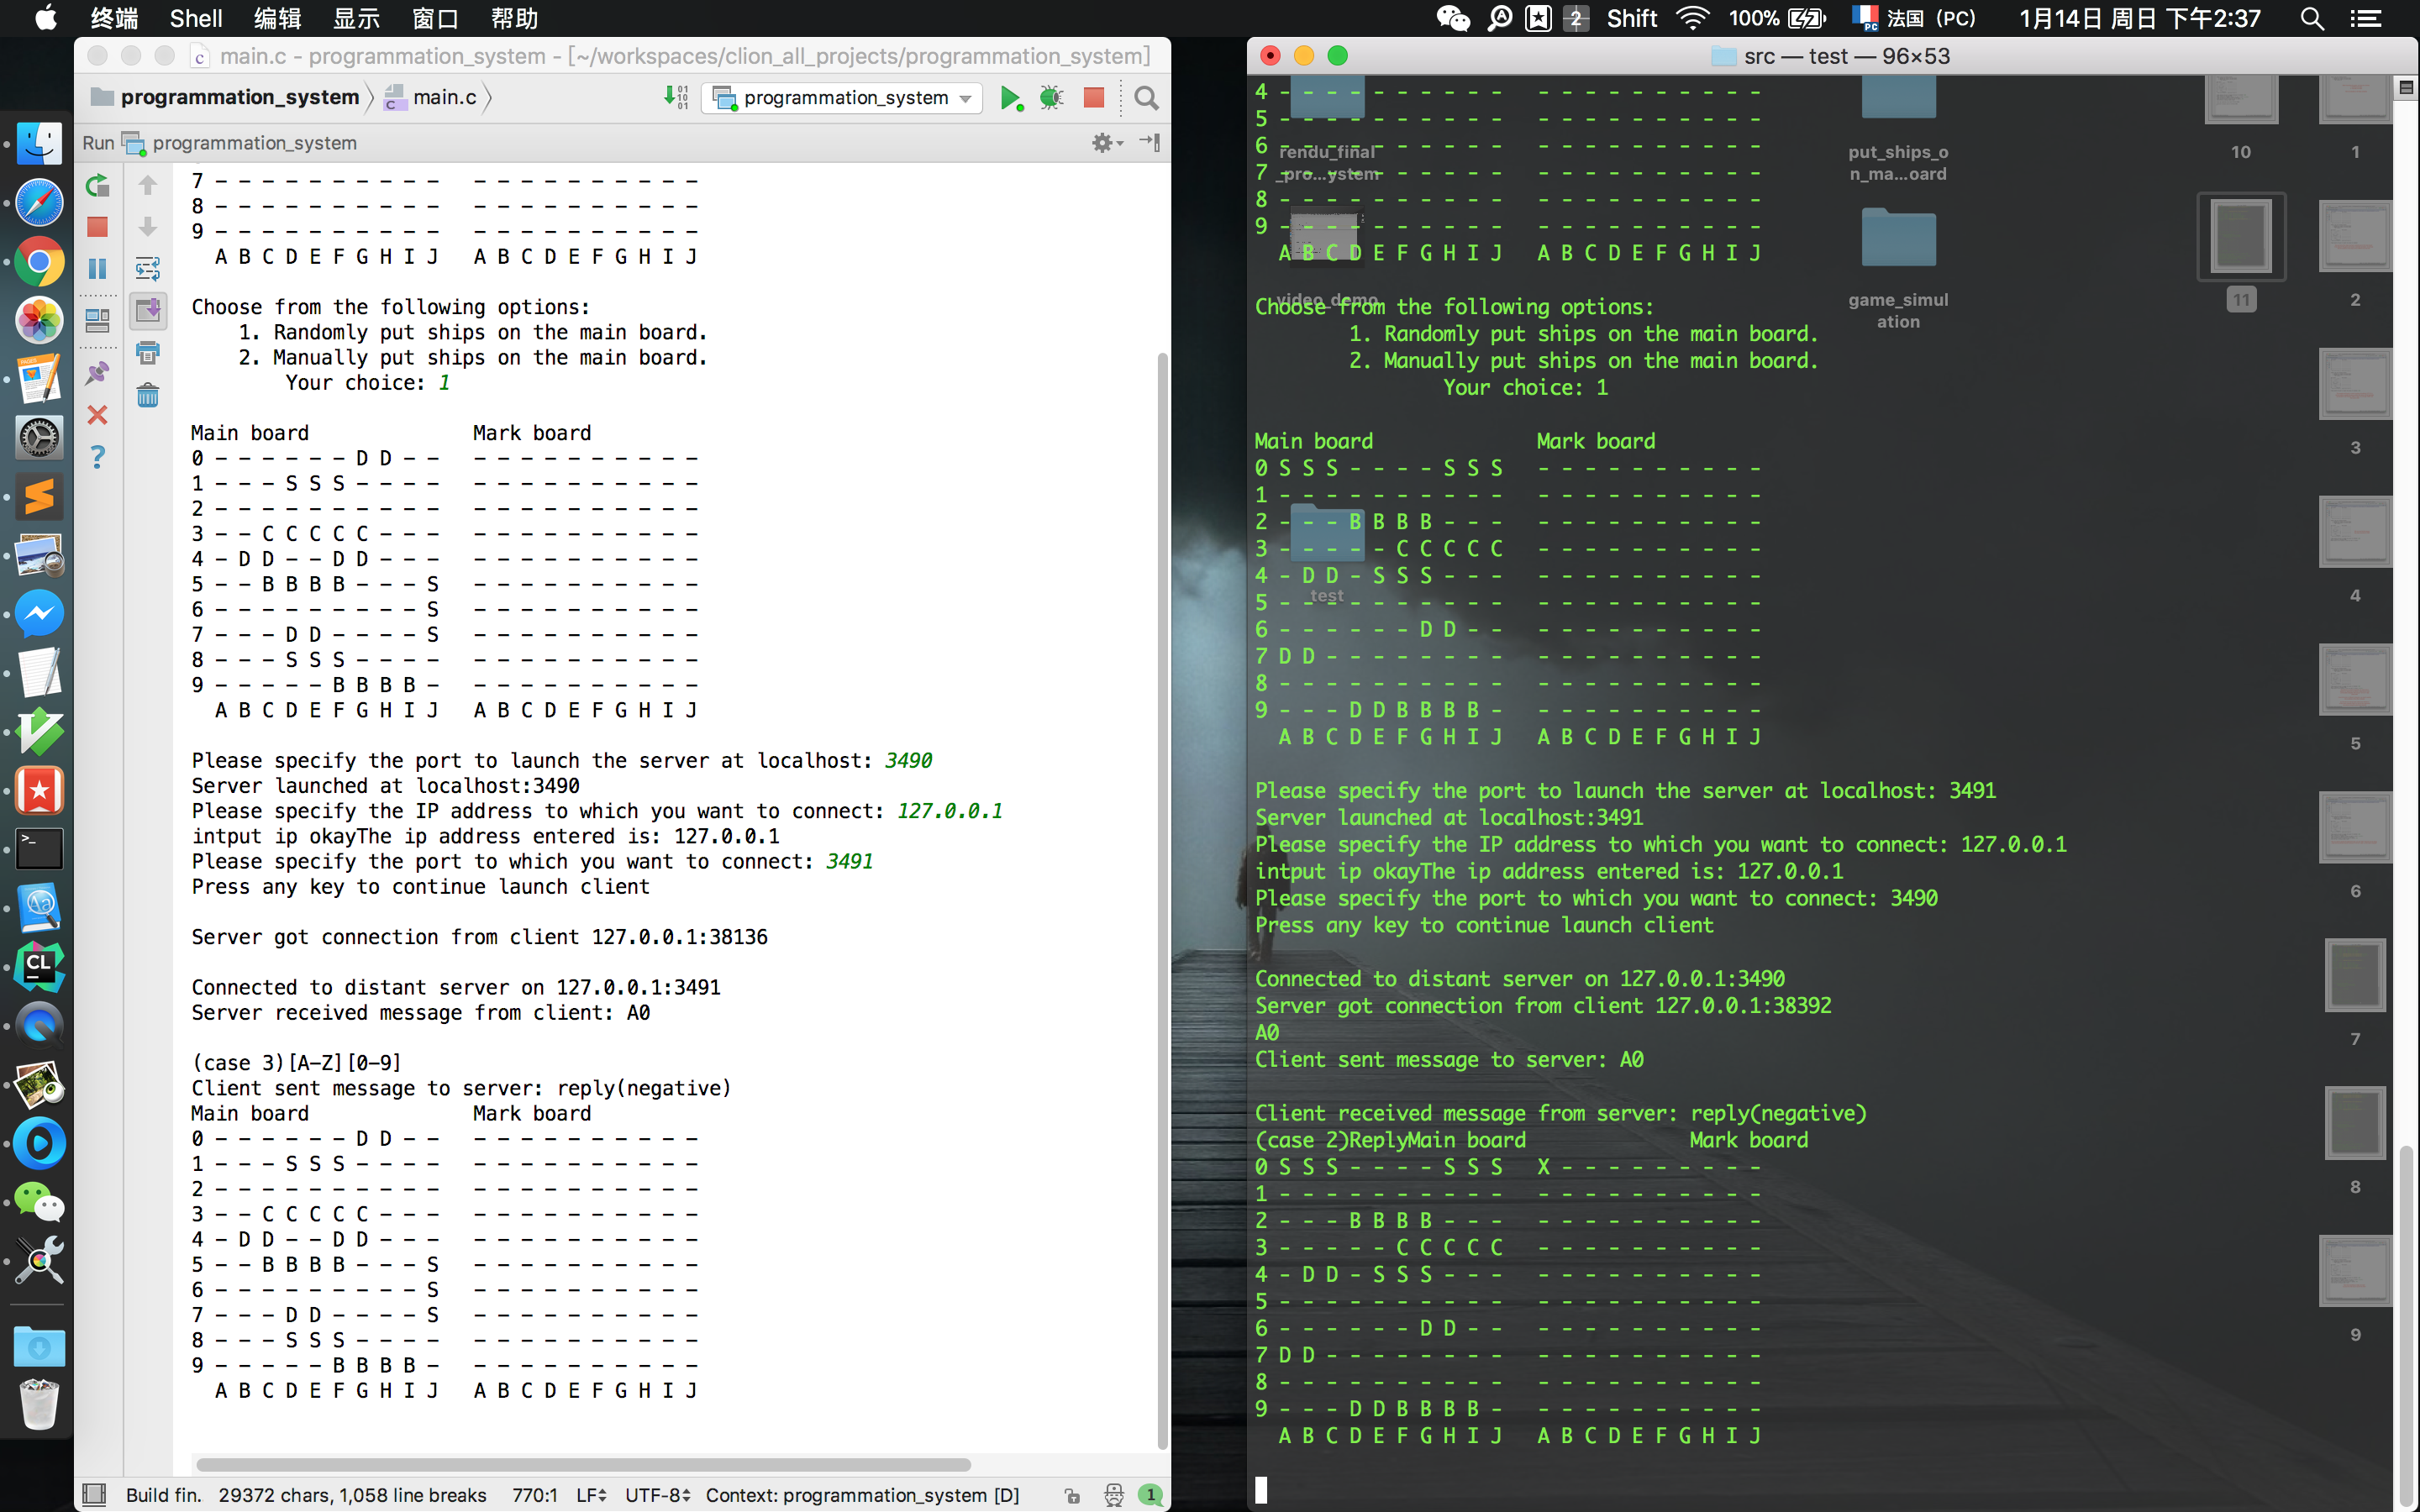 终端 Shell 编辑 显示 窗口 帮助 2 Shift 100% 法国 (PC) 1月14日 周日 下午2:37
main.c - programmation_system - [~/workspaces/clion_all_projects/programmation_system]
programmation_system main.c programmation_system
Run programmation_system
7 - - - - - - - - - - - - - - - - - - - -
8 - - - - - - - - - - - - - - - - - - - -
9 - - - - - - - - - - - - - - - - - - - -
A B C D E F G H I J A B C D E F G H I J
Choose from the following options:
1. Randomly put ships on the main board.
2. Manually put ships on the main board.
Your choice: 1
Main board Mark board
0 - - - - - - D D - - - - - - - - - - - -
1 - - - S S S - - - - - - - - - - - - - -
2 - - - - - - - - - - - - - - - - - - - -
3 - - C C C C C - - - - - - - - - - - - -
4 - D D - - D D - - - - - - - - - - - - -
5 - - B B B B - - - S - - - - - - - - - -
6 - - - - - - - - - S - - - - - - - - - -
7 - - - D D - - - - S - - - - - - - - - -
8 - - - S S S - - - - - - - - - - - - - -
9 - - - - - B B B B - - - - - - - - - - -
A B C D E F G H I J A B C D E F G H I J
Please specify the port to launch the server at localhost: 3490
Server launched at localhost:3490
Please specify the IP address to which you want to connect: 127.0.0.1
intput ip okayThe ip address entered is: 127.0.0.1
Please specify the port to which you want to connect: 3491
Press any key to continue launch client
Server got connection from client 127.0.0.1:38136
Connected to distant server on 127.0.0.1:3491
Server received message from client: A0
(case 3)[A-Z][0-9]
Client sent message to server: reply(negative)
Main board Mark board
0 - - - - - - D D - - - - - - - - - - - -
1 - - - S S S - - - - - - - - - - - - - -
2 - - - - - - - - - - - - - - - - - - - -
3 - - C C C C C - - - - - - - - - - - - -
4 - D D - - D D - - - - - - - - - - - - -
5 - - B B B B - - - S - - - - - - - - - -
6 - - - - - - - - - S - - - - - - - - - -
7 - - - D D - - - - S - - - - - - - - - -
8 - - - S S S - - - - - - - - - - - - - -
9 - - - - - B B B B - - - - - - - - - - -
A B C D E F G H I J A B C D E F G H I J
Build fin. 29372 chars, 1,058 line breaks 770:1 LF UTF-8 Context: programmation_system [D] 1
src — test — 96×53
4 - - - - - - - - - - - - - - - - - - - -
5 - - - - - - - - - - - - - - - - - - - -
6 - - - - - - - - - - - - - - - - - - - -
7 - - - - - - - - - - - - - - - - - - - -
8 - - - - - - - - - - - - - - - - - - - -
9 - - - - - - - - - - - - - - - - - - - -
A B C D E F G H I J A B C D E F G H I J
Choose from the following options:
1. Randomly put ships on the main board.
2. Manually put ships on the main board.
Your choice: 1
Main board Mark board
0 S S S - - - - S S S - - - - - - - - - -
1 - - - - - - - - - - - - - - - - - - - -
2 - - - B B B B - - - - - - - - - - - - -
3 - - - - - C C C C C - - - - - - - - - -
4 - D D - S S S - - - - - - - - - - - - -
5 - - - - - - - - - - - - - - - - - - - -
6 - - - - - - D D - - - - - - - - - - - -
7 D D - - - - - - - - - - - - - - - - - -
8 - - - - - - - - - - - - - - - - - - - -
9 - - - D D B B B B - - - - - - - - - - -
A B C D E F G H I J A B C D E F G H I J
Please specify the port to launch the server at localhost: 3491
Server launched at localhost:3491
Please specify the IP address to which you want to connect: 127.0.0.1
intput ip okayThe ip address entered is: 127.0.0.1
Please specify the port to which you want to connect: 3490
Press any key to continue launch client
Connected to distant server on 127.0.0.1:3490
Server got connection from client 127.0.0.1:38392
A0
Client sent message to server: A0
Client received message from server: reply(negative)
(case 2)ReplyMain board Mark board
0 S S S - - - - S S S X - - - - - - - - -
1 - - - - - - - - - - - - - - - - - - - -
2 - - - B B B B - - - - - - - - - - - - -
3 - - - - - C C C C C - - - - - - - - - -
4 - D D - S S S - - - - - - - - - - - - -
5 - - - - - - - - - - - - - - - - - - - -
6 - - - - - - D D - - - - - - - - - - - -
7 D D - - - - - - - - - - - - - - - - - -
8 - - - - - - - - - - - - - - - - - - - -
9 - - - D D B B B B - - - - - - - - - - -
A B C D E F G H I J A B C D E F G H I J
rendu_final
_pro...ystem
put_ships_o
n_ma...oard
video_demo
game_simul
ation
test
10
11
1
2
3
4
5
6
7
8
9